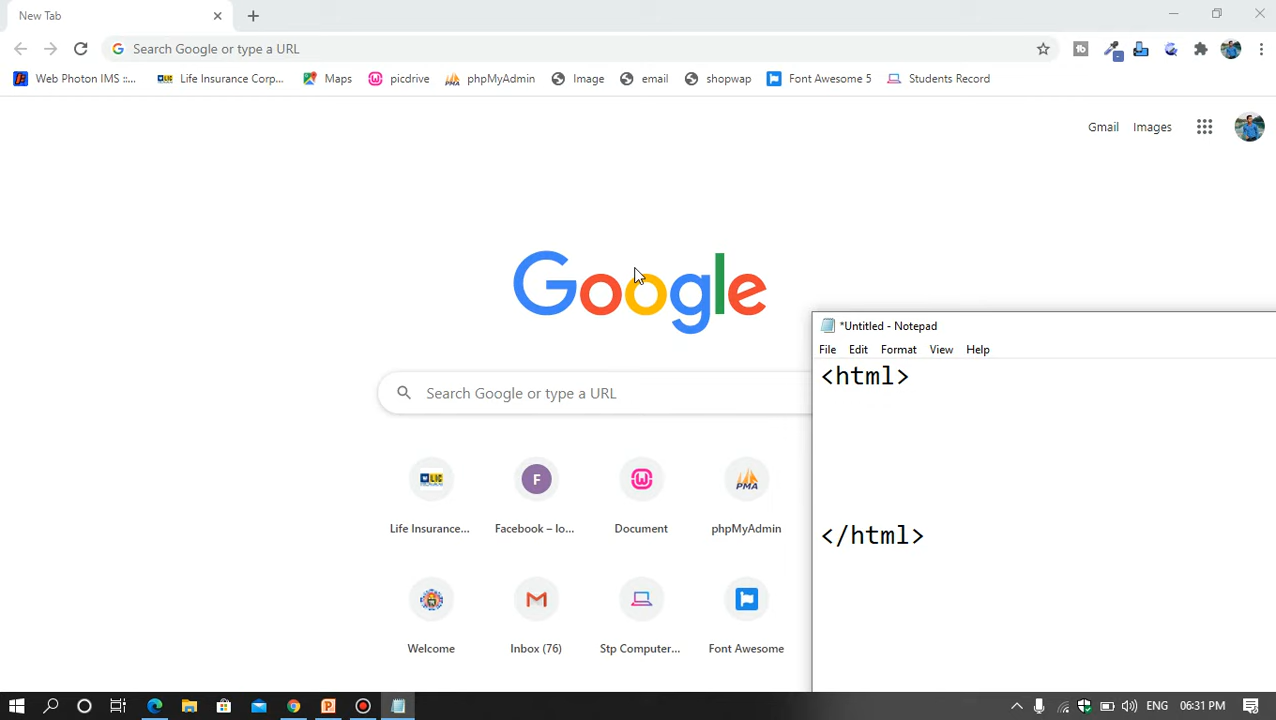 New Tab
Search Google or type a URL
Web Photon IMS ::... Life Insurance Corp... Maps picdrive phpMyAdmin Image email shupwap Font Awesome 5 Students Record
Gmail Images
Google
Search Google or type a URL
Life Insurance... Facebook – lo... Document phpMyAdmin
Welcome Inbox (76) Stp Computer... Font Awesome
*Untitled - Notepad
File Edit Format View Help
<html>
</html>
ENG 06:31 PM